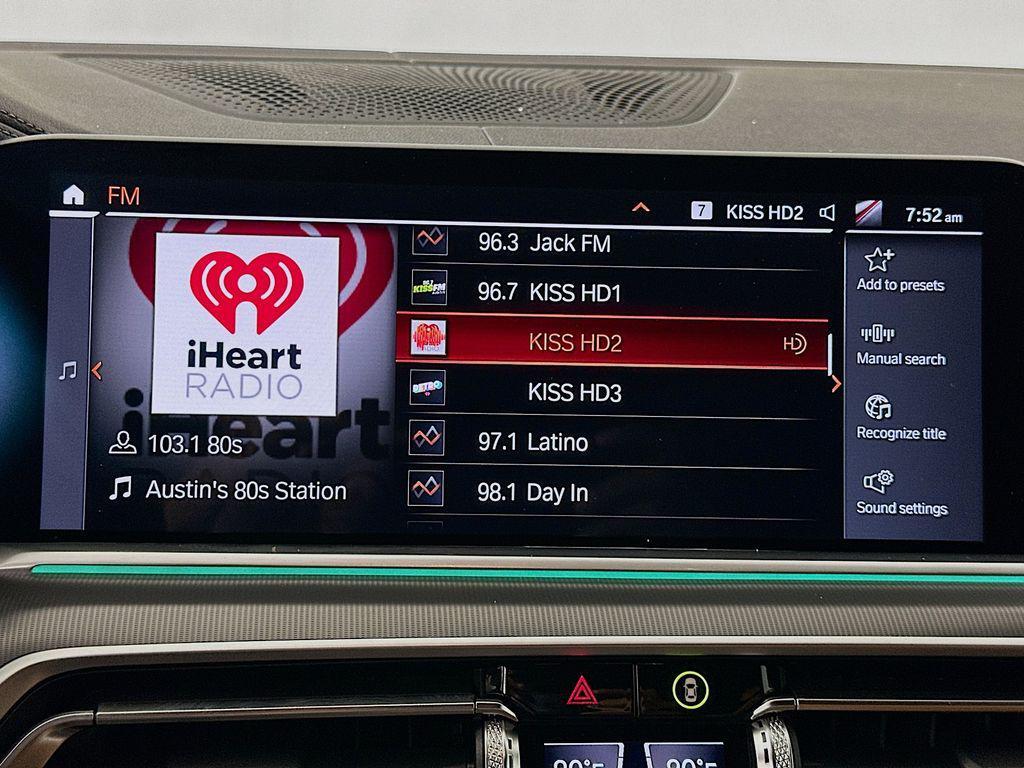 FM
7
KISS HD2
7:52 am
iHeart
RADIO
iHeart
103.1 80s
Austin's 80s Station
96.3 Jack FM
96.7 KISS HD1
KISS HD2
HD
KISS HD3
97.1 Latino
98.1 Day In
Add to presets
Manual search
Recognize title
Sound settings